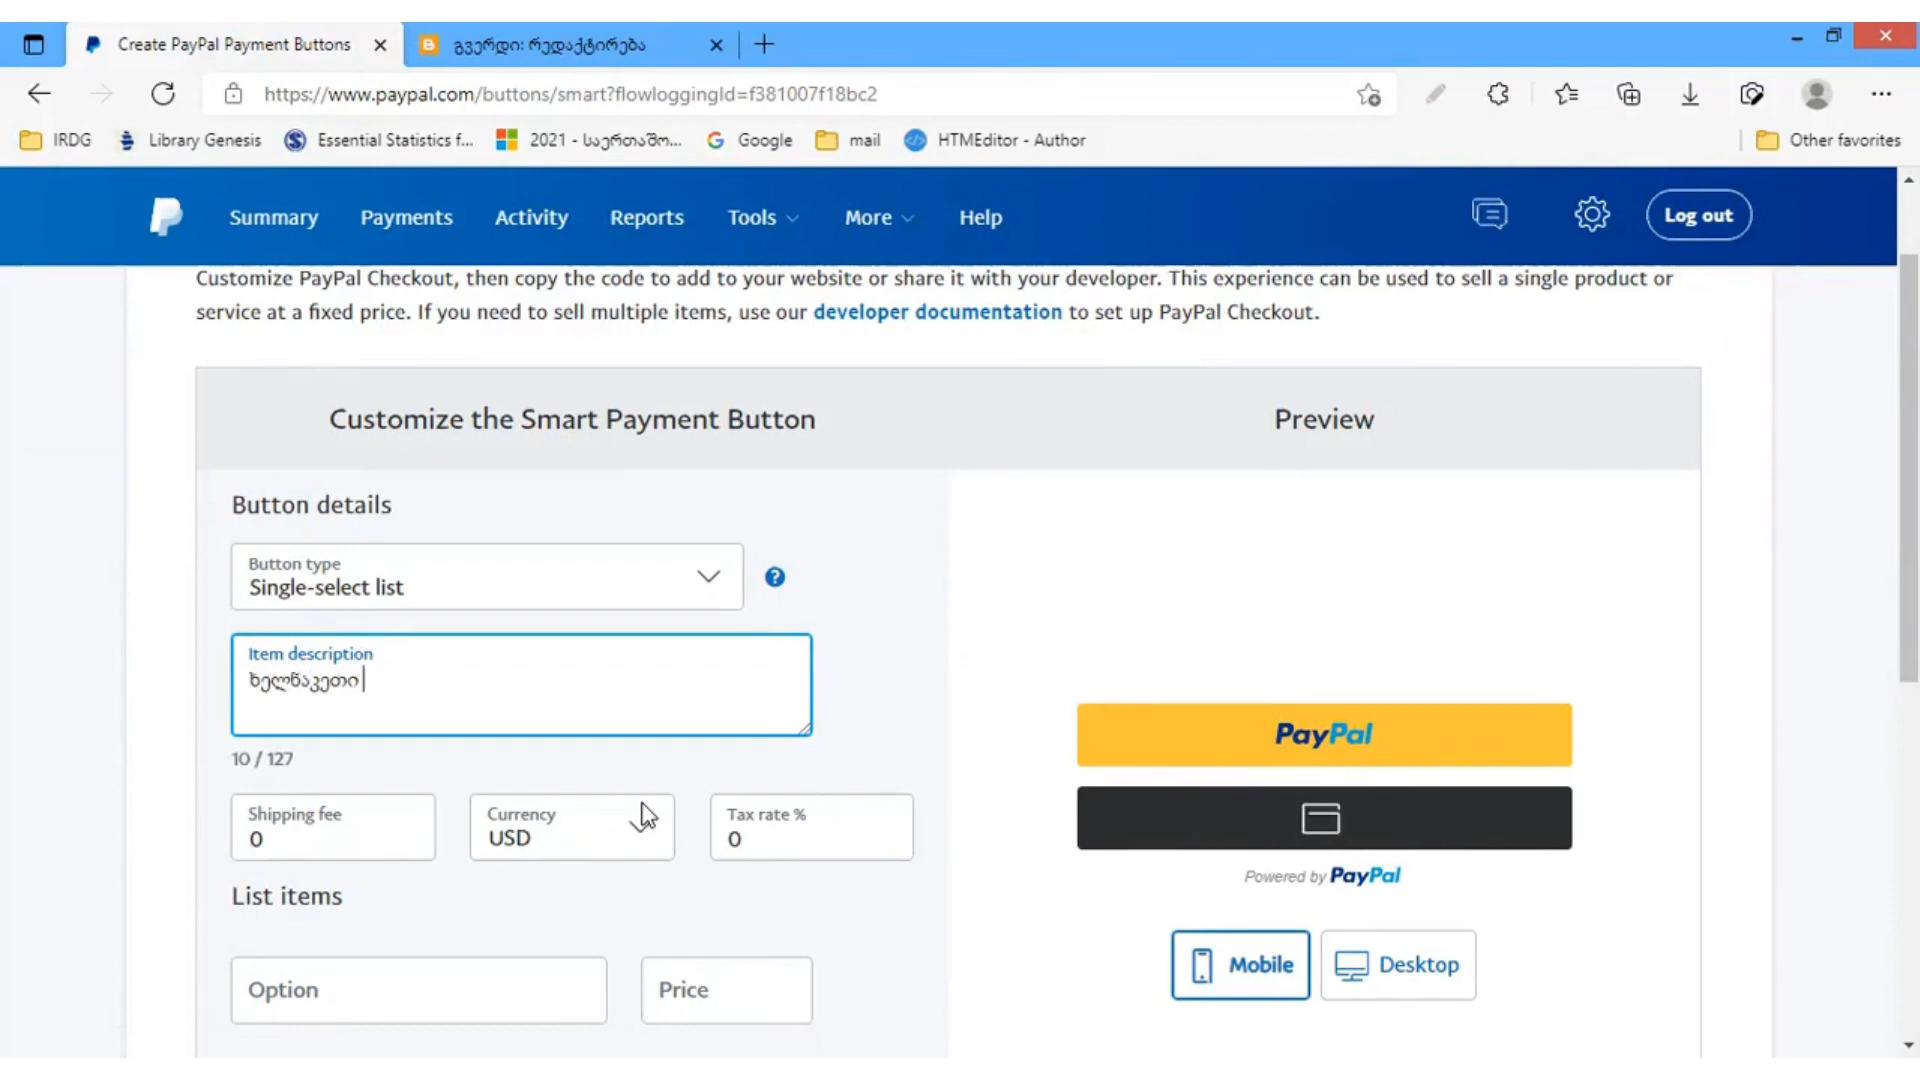 Create PayPal Payment Buttons
გვერდი: რედაქტირება
https://www.paypal.com/buttons/smart?flowloggingId=f381007f18bc2
IRDG
Library Genesis
Essential Statistics f...
2021 - საერთაშო...
Google
mail
HTMEditor - Author
Other favorites
Summary
Payments
Activity
Reports
Tools
More
Help
Log out
Customize PayPal Checkout, then copy the code to add to your website or share it with your developer. This experience can be used to sell a single product or
service at a fixed price. If you need to sell multiple items, use our developer documentation to set up PayPal Checkout.
Customize the Smart Payment Button
Preview
Button details
Button type
Single-select list
Item description
ხელნაკეთი
10 / 127
Shipping fee
0
Currency
USD
Tax rate %
0
List items
Option
Price
PayPal
Powered by PayPal
Mobile
Desktop